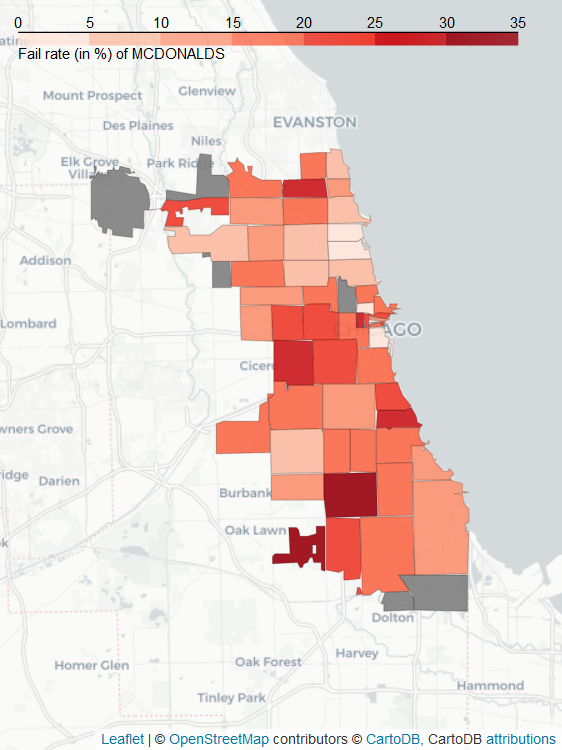 0 5 10 15 20 25 30 35
Fail rate (in %) of MCDONALDS
Glenview
Mount Prospect
EVANSTON
Des Plaines
Niles
Elk Grove
Village
Park Ridge
Addison
Lombard
CHICAGO
Cicero
wners Grove
idge
Darien
Burbank
Oak Lawn
Dolton
Harvey
Homer Glen
Oak Forest
Hammond
Tinley Park
Leaflet | © OpenStreetMap contributors © CartoDB, CartoDB attributions